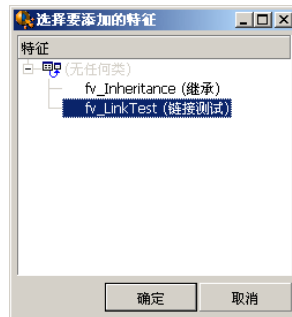 选择要添加的特征
特征
(无任何类)
fv_Inheritance (继承)
fv_LinkTest (链接测试)
确定
取消